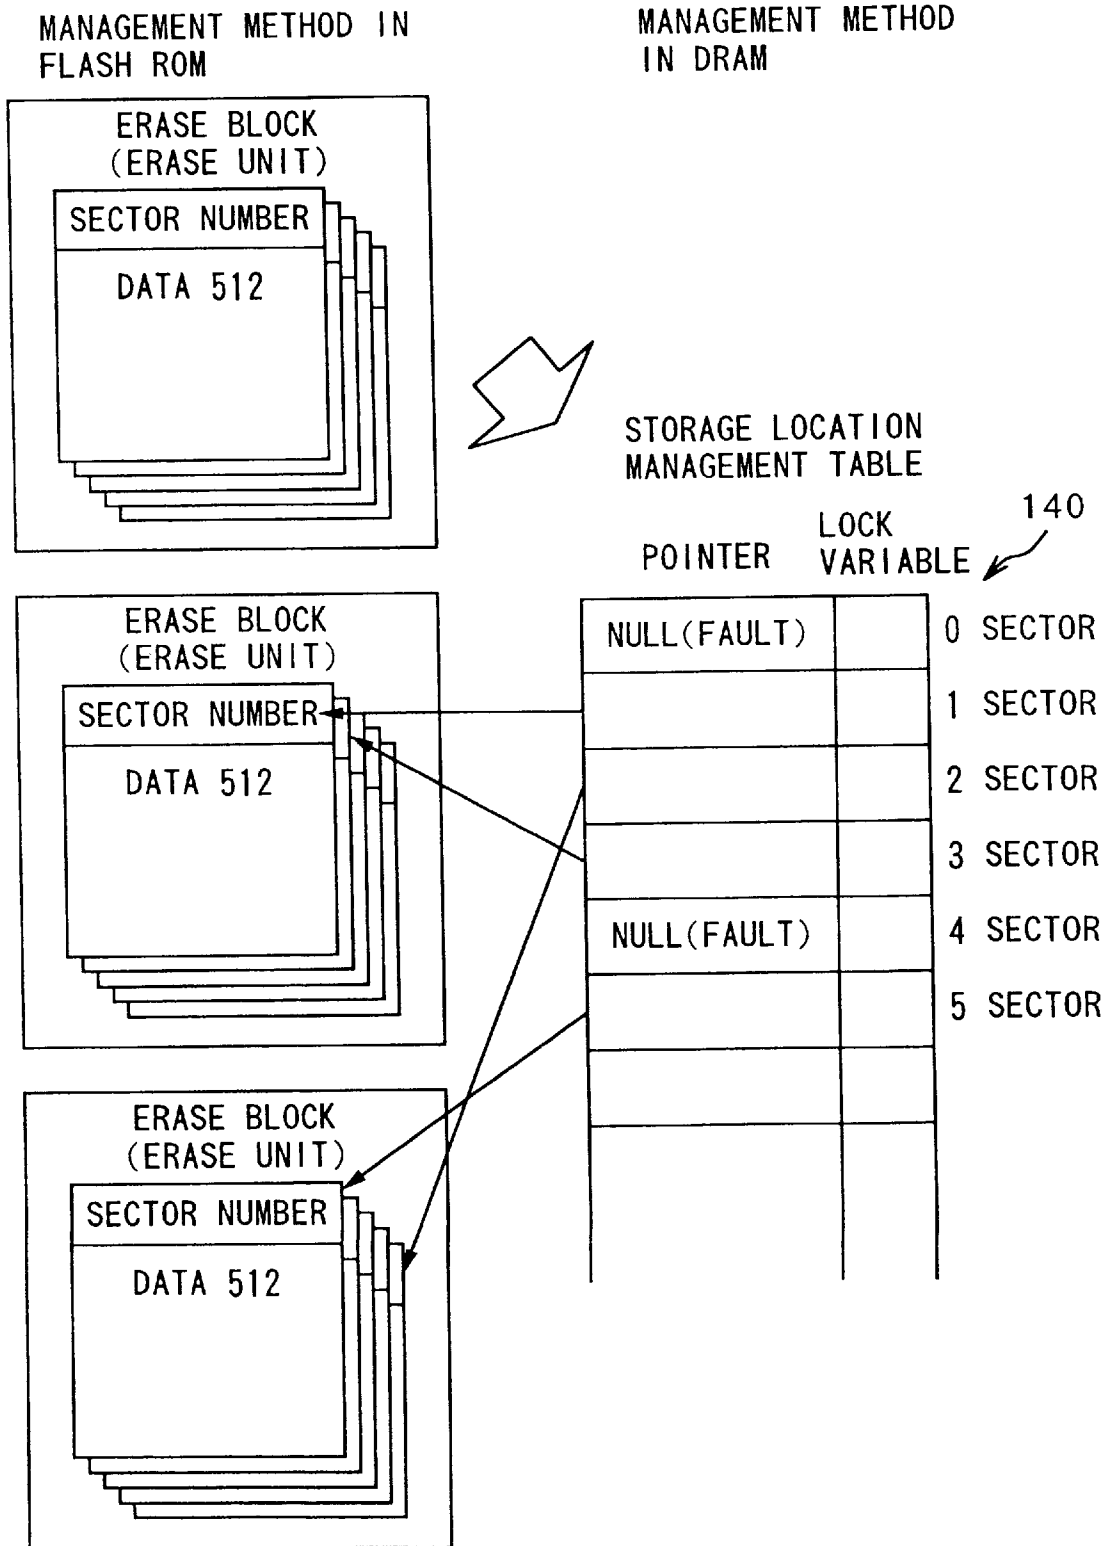 MANAGEMENT METHOD IN
FLASH ROM
MANAGEMENT METHOD
IN DRAM
ERASE BLOCK
(ERASE UNIT)
SECTOR NUMBER
DATA 512
STORAGE LOCATION
MANAGEMENT TABLE
140
POINTER
LOCK
VARIABLE
NULL(FAULT)
0 SECTOR
1 SECTOR
2 SECTOR
3 SECTOR
NULL(FAULT)
4 SECTOR
5 SECTOR
ERASE BLOCK
(ERASE UNIT)
SECTOR NUMBER
DATA 512
ERASE BLOCK
(ERASE UNIT)
SECTOR NUMBER
DATA 512